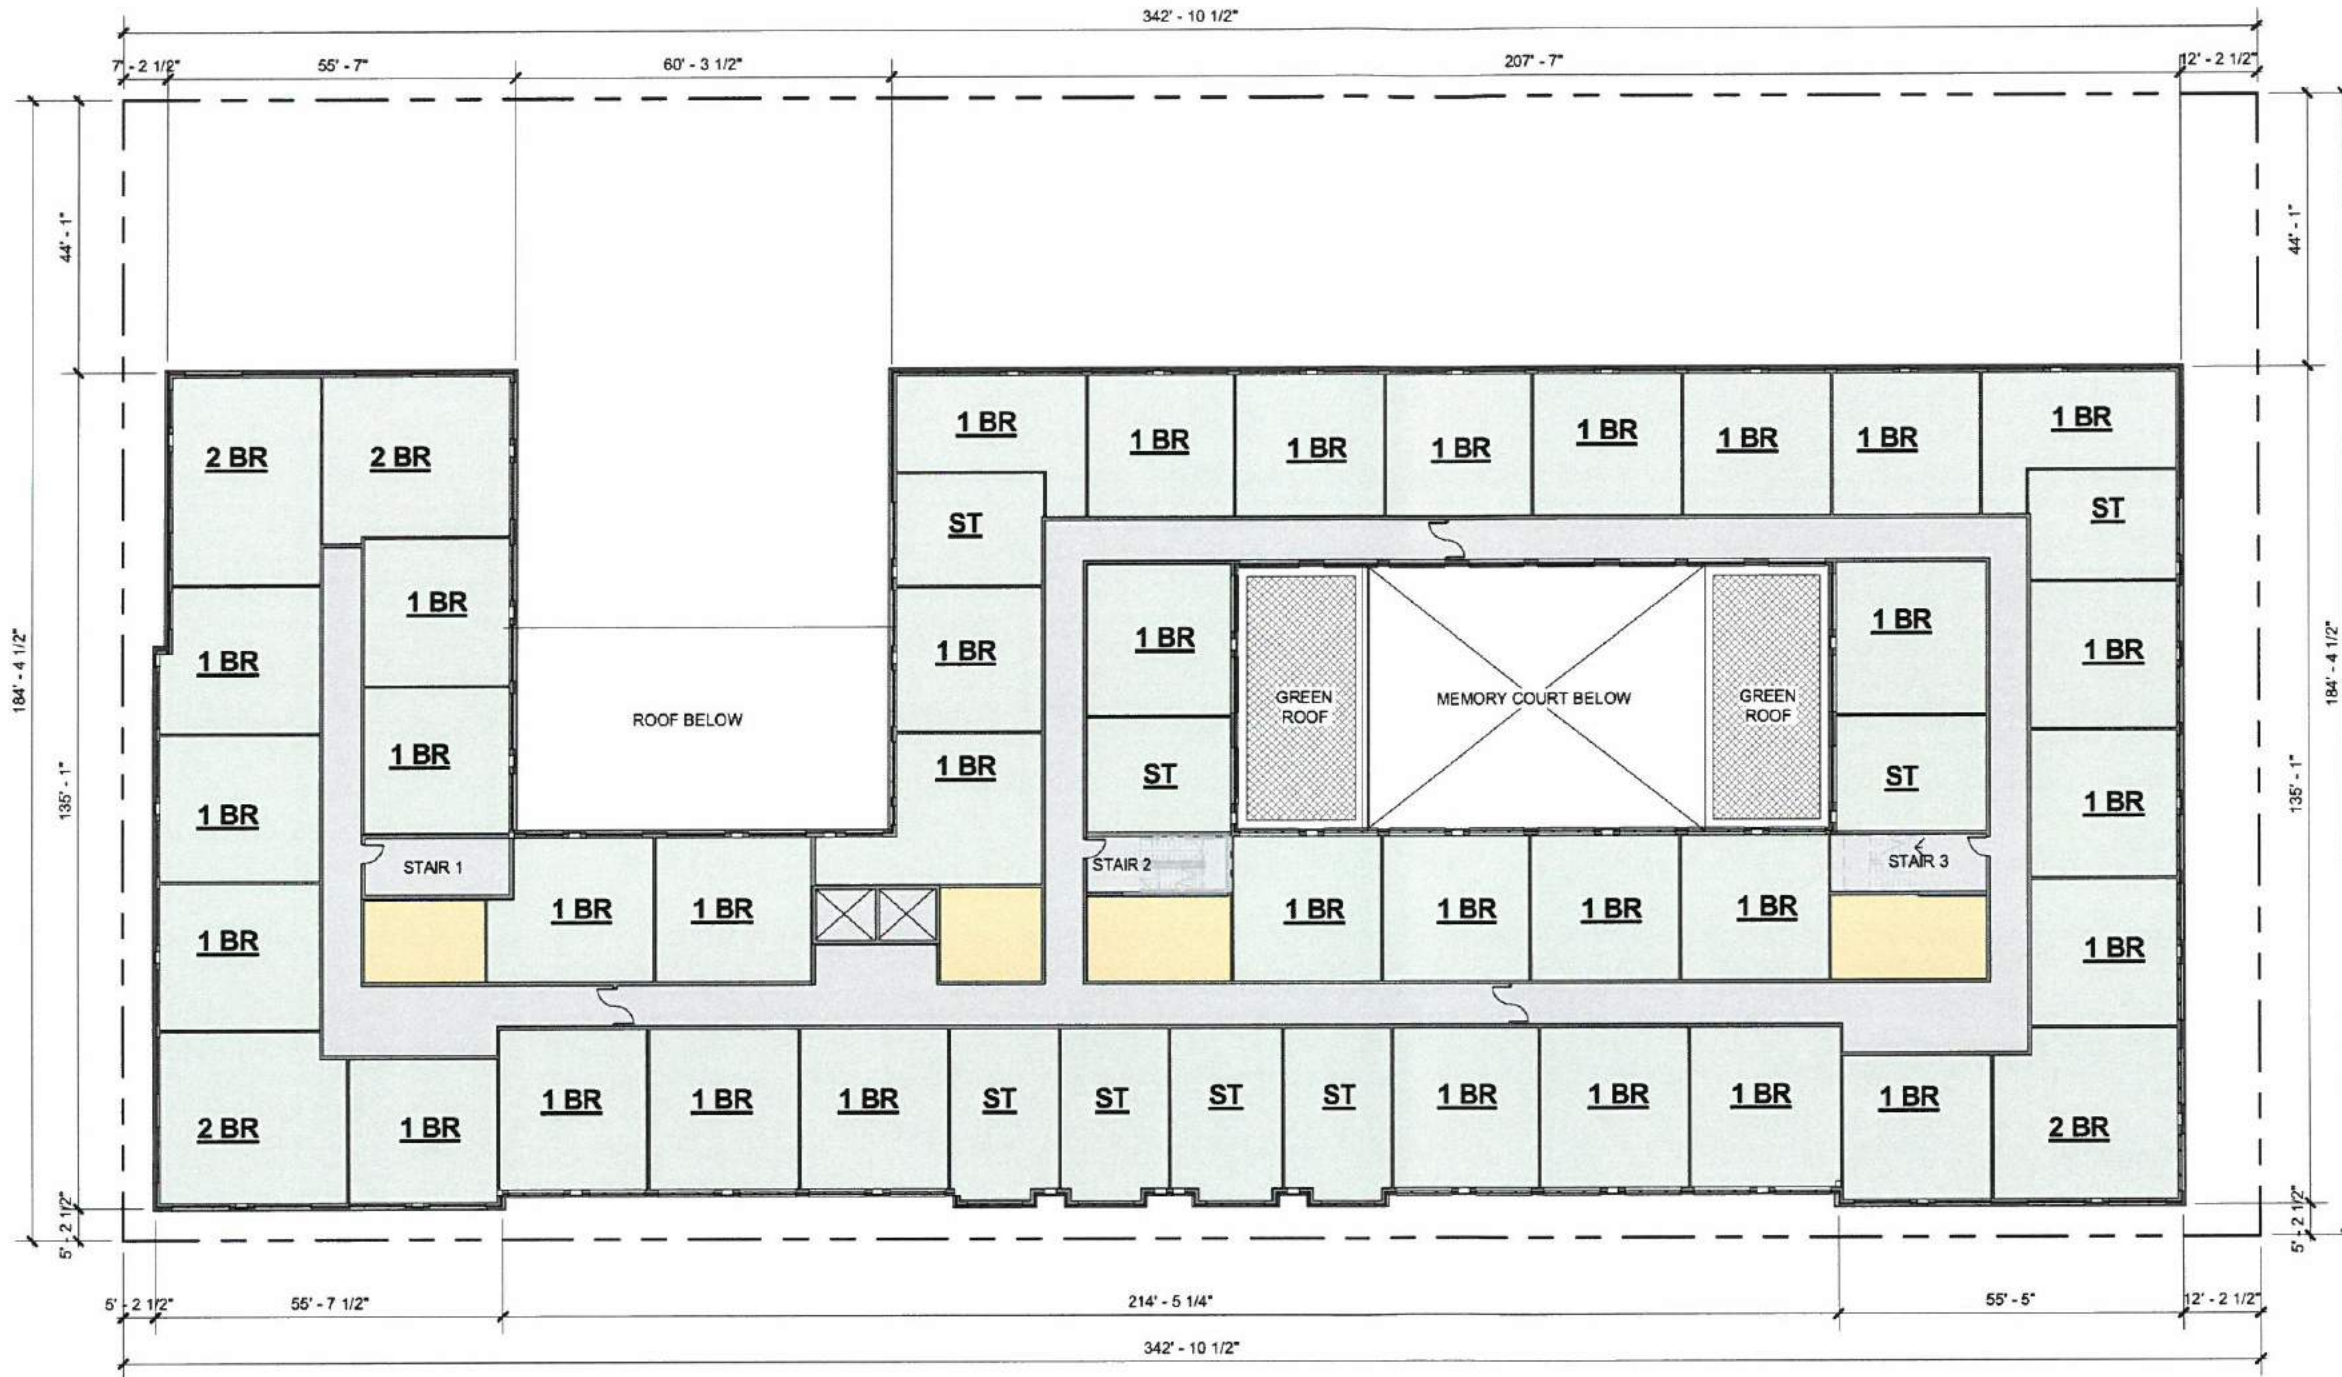 342' - 10 1/2"
7' - 2 1/2"
55' - 7"
60' - 3 1/2"
207' - 7"
12' - 2 1/2"
44' - 1"
44' - 1"
184' - 4 1/2"
135' - 1"
5' - 2 1/2"
184' - 4 1/2"
135' - 1"
5' - 2 1/2"
2 BR
2 BR
1 BR
1 BR
1 BR
1 BR
1 BR
1 BR
1 BR
1 BR
ST
ST
1 BR
1 BR
1 BR
1 BR
1 BR
1 BR
1 BR
ROOF BELOW
GREEN
ROOF
MEMORY COURT BELOW
GREEN
ROOF
1 BR
1 BR
ST
ST
1 BR
1 BR
STAIR 1
STAIR 2
STAIR 3
1 BR
1 BR
1 BR
1 BR
1 BR
1 BR
1 BR
1 BR
2 BR
1 BR
1 BR
1 BR
1 BR
ST
ST
ST
ST
1 BR
1 BR
1 BR
1 BR
2 BR
5' - 2 1/2"
55' - 7 1/2"
214' - 5 1/4"
55' - 5"
12' - 2 1/2"
342' - 10 1/2"